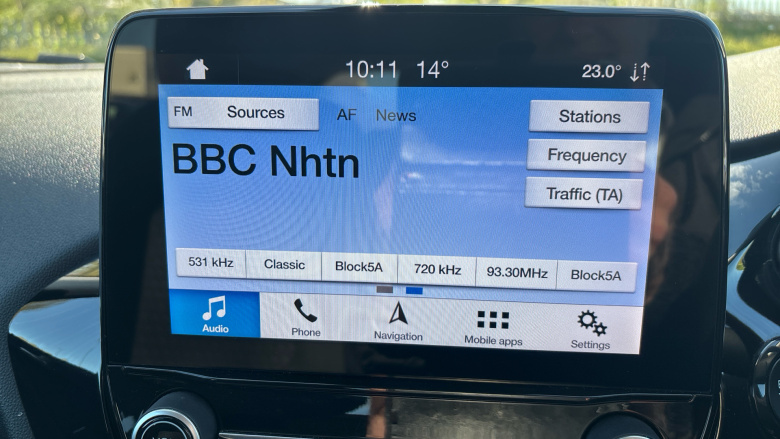 10:11 14° 23.0°
FM Sources AF News Stations
BBC Nhtn
Frequency
Traffic (TA)
531 kHz Classic Block5A 720 kHz 93.30MHz Block5A
Audio Phone Navigation Mobile apps Settings